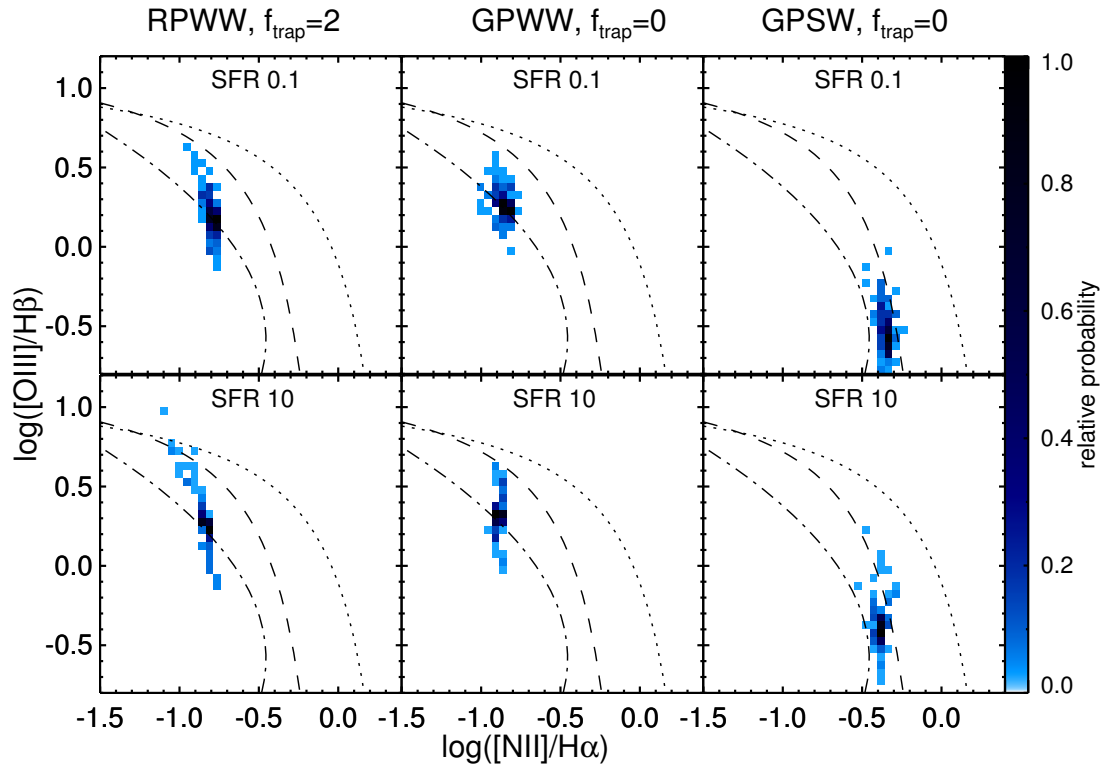 RPWW, f_trap=2 GPWW, f_trap=0 GPSW, f_trap=0
SFR 0.1 SFR 0.1 SFR 0.1
1.0
0.5
0.0
-0.5
SFR 10 SFR 10 SFR 10
1.0
0.5
0.0
-0.5
log([OIII]/Hβ)
-1.5 -1.0 -0.5 0.0 -1.5 -1.0 -0.5 0.0 -1.5 -1.0 -0.5 0.0
log([NII]/Hα)
1.0
0.8
0.6
0.4
0.2
0.0
relative probability